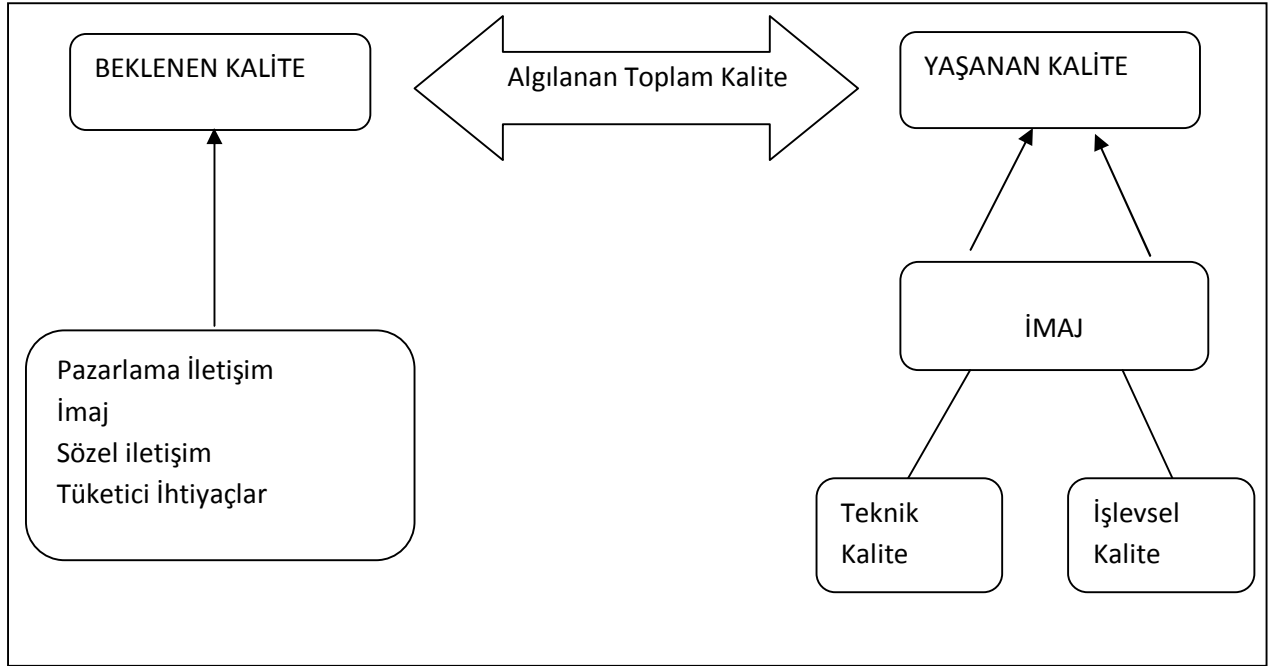 BEKLENEN KALİTE
Algılanan Toplam Kalite
YAŞANAN KALİTE
Pazarlama İletişim
İmaj
Sözel iletişim
Tüketici İhtiyaçlar
İMAJ
Teknik
Kalite
İşlevsel
Kalite